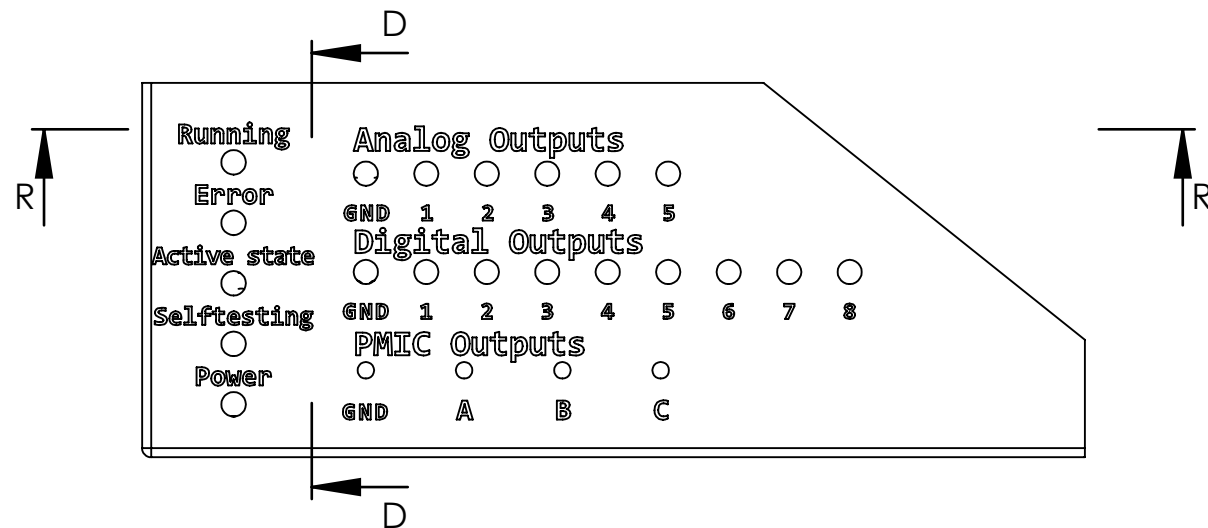 D
Running
Analog Outputs
R
R
Error
GND 1 2 3 4 5
Digital Outputs
Active state
Selftesting
GND 1 2 3 4 5 6 7 8
PMIC Outputs
Power
GND A B C
D